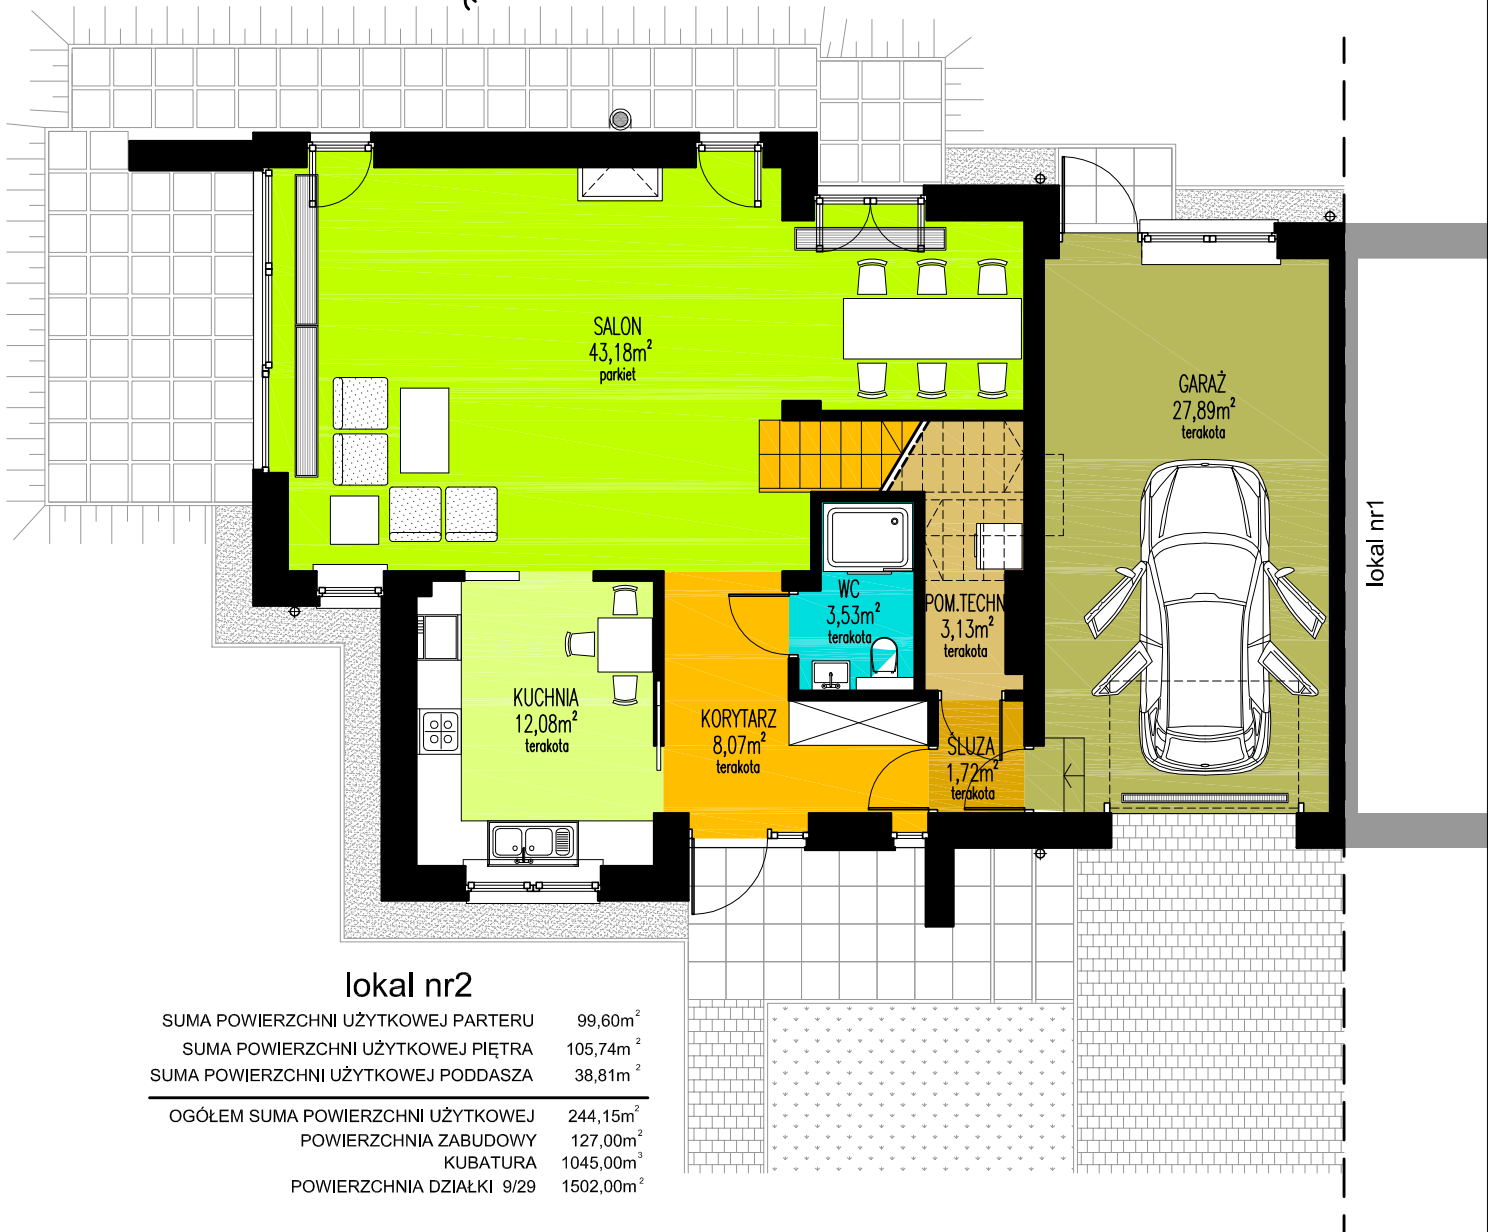 SALON
43,18m²
parkiet
GARAŻ
27,89m²
terakota
lokal nr1
WC
3,53m²
terakota
POM.TECHN
3,13m²
terakota
KUCHNIA
12,08m²
terakota
KORYTARZ
8,07m²
terakota
ŚLUZA
1,72m²
terakota
lokal nr2
SUMA POWIERZCHNI UŻYTKOWEJ PARTERU 99,60m²
SUMA POWIERZCHNI UŻYTKOWEJ PIĘTRA 105,74m²
SUMA POWIERZCHNI UŻYTKOWEJ PODDASZA 38,81m²
OGÓŁEM SUMA POWIERZCHNI UŻYTKOWEJ 244,15m²
POWIERZCHNIA ZABUDOWY 127,00m²
KUBATURA 1045,00m³
POWIERZCHNIA DZIAŁKI 9/29 1502,00m²